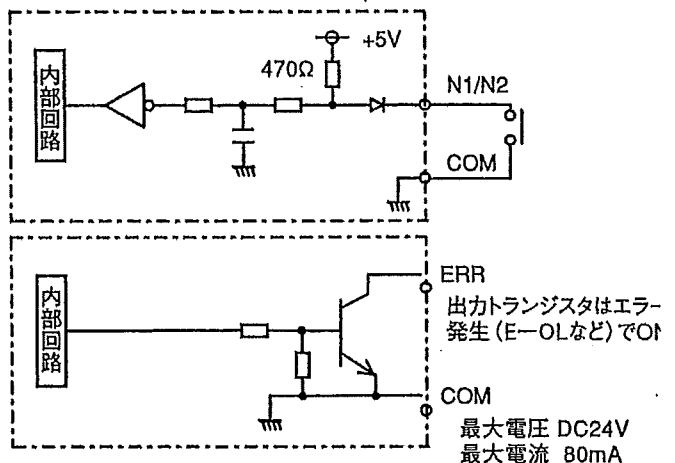 +5V
470Ω
内部回路
N1/N2
COM
内部回路
ERR
出力トランジスタはエラー
発生(E-OLなど)でON
COM
最大電圧 DC24V
最大電流 80mA